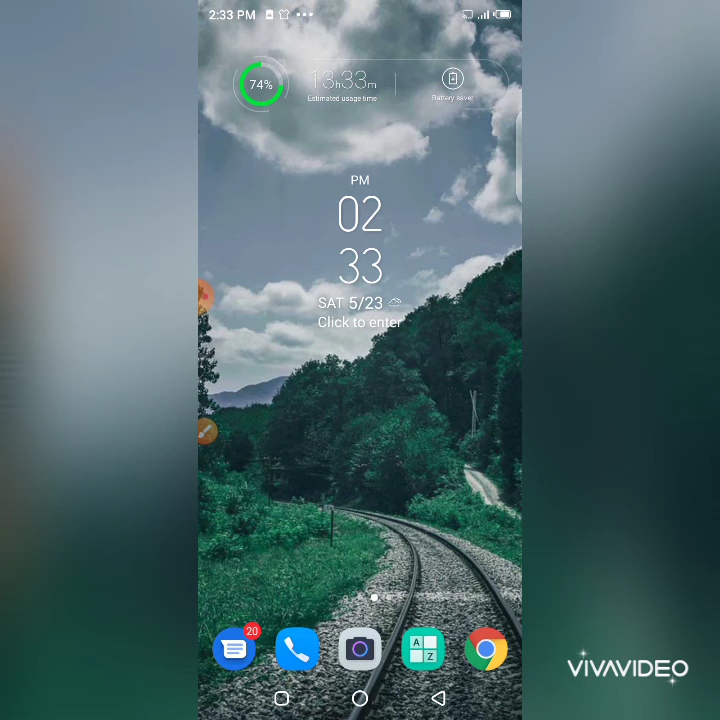 2:33 PM
74%
13h33m
Estimated usage time
Battery saver
PM
02
33
SAT 5/23
Click to enter
20
A
Z
VIVAVIDEO